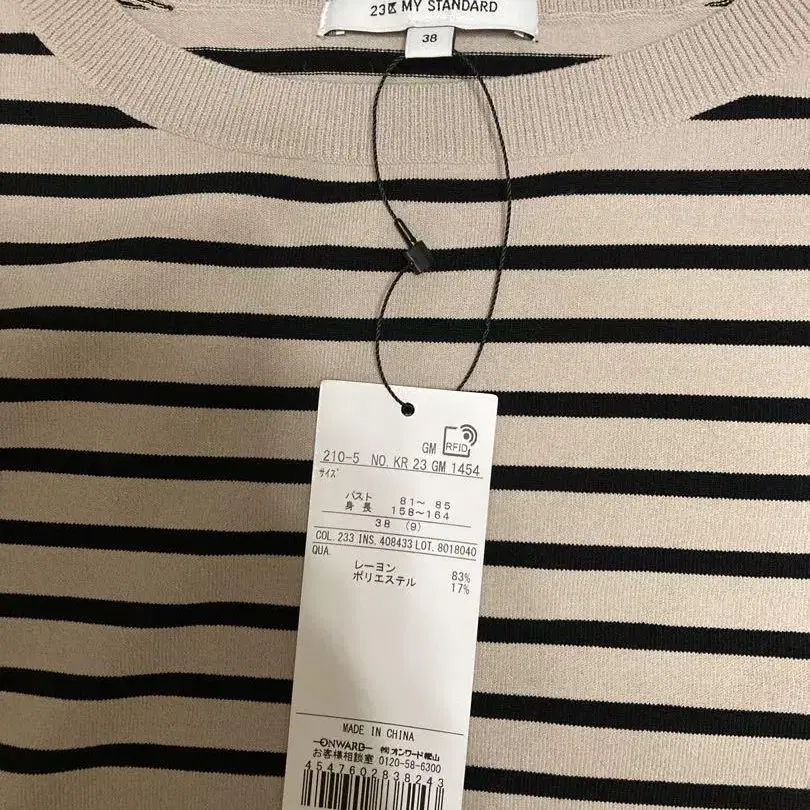 23区 MY STANDARD
38
GM RFID
210-5 NO. KR 23 GM 1454
サイズ
バスト 81～ 85
身長 158～164
38 (9)
COL. 233 INS. 408433 LOT. 8018040
QUA.
レーヨン 83%
ポリエステル 17%
MADE IN CHINA
ONWARD ㈱オンワード樫山
お客様相談室 0120-58-6300
4547602838243